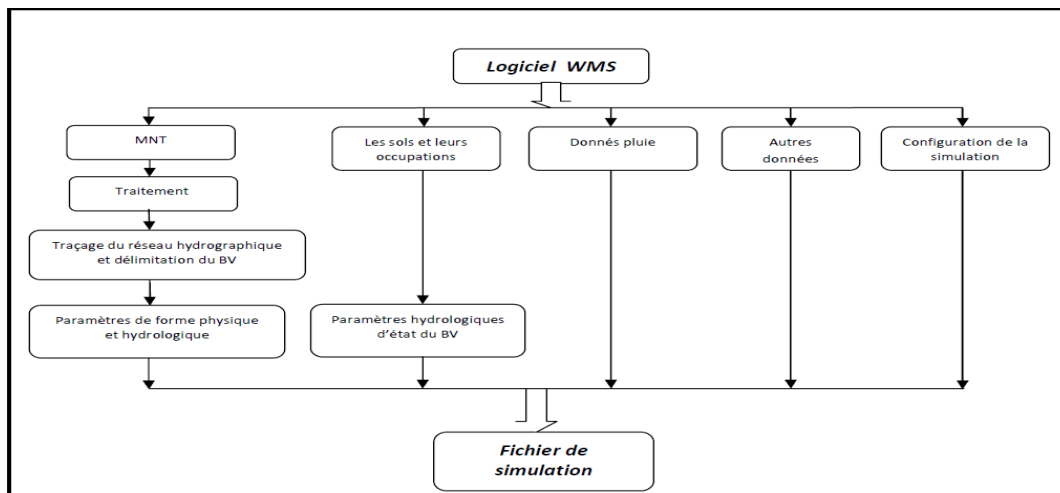 Logiciel WMS
MNT
Les sols et leurs
occupations
Donnés pluie
Autres
données
Configuration de la
simulation
Traitement
Traçage du réseau hydrographique
et délimitation du BV
Paramètres de forme physique
et hydrologique
Paramètres hydrologiques
d'état du BV
Fichier de
simulation